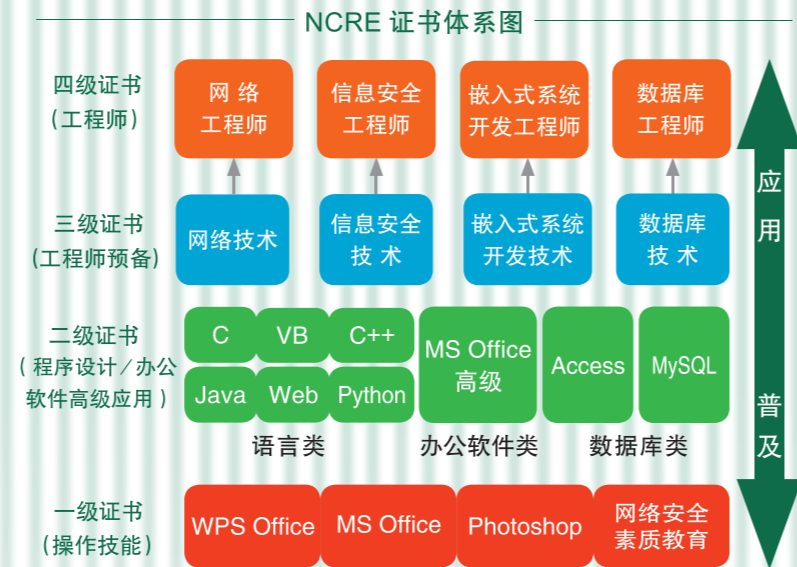 NCRE 证书体系图
四级证书
(工程师)
网 络
工程师
信息安全
工程师
嵌入式系统
开发工程师
数据库
工程师
三级证书
(工程师预备)
网络技术
信息安全
技 术
嵌入式系统
开发技术
数据库
技 术
二级证书
(程序设计/办公
软件高级应用)
C
VB
C++
Java
Web
Python
MS Office
高级
Access
MySQL
语言类
办公软件类
数据库类
一级证书
(操作技能)
WPS Office
MS Office
Photoshop
网络安全
素质教育
应
用
普
及